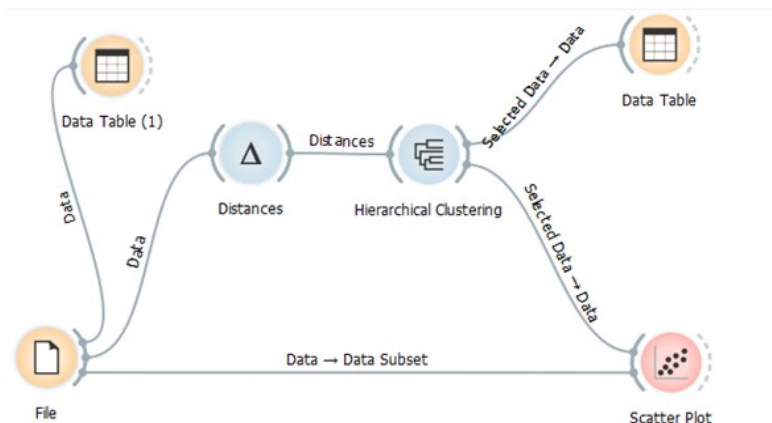 Data Table (1)
Data
Data
Distances
Distances
Hierarchical Clustering
Selected Data → Data
Data Table
Selected Data → Data
Data → Data Subset
File
Scatter Plot